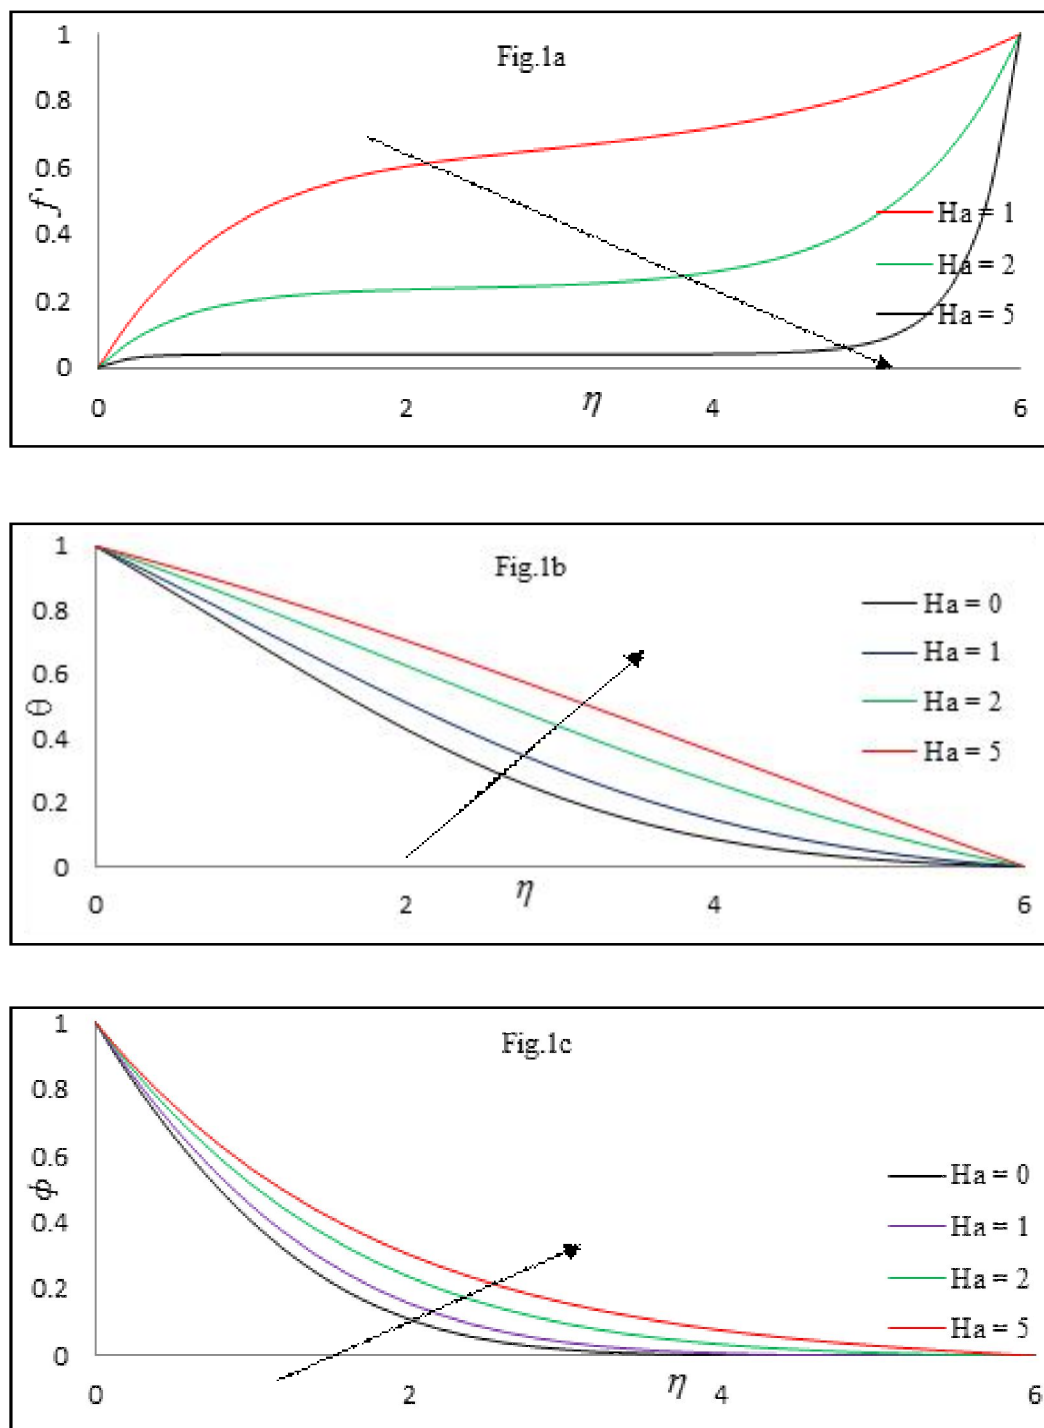 Fig.1a
1
0.8
0.6
0.4
0.2
0
f'
Ha = 1
Ha = 2
Ha = 5
0 2 η 4 6
Fig.1b
1
0.8
0.6
0.4
0.2
0
θ
Ha = 0
Ha = 1
Ha = 2
Ha = 5
0 2 η 4 6
Fig.1c
1
0.8
0.6
0.4
0.2
0
ϕ
Ha = 0
Ha = 1
Ha = 2
Ha = 5
0 2 η 4 6